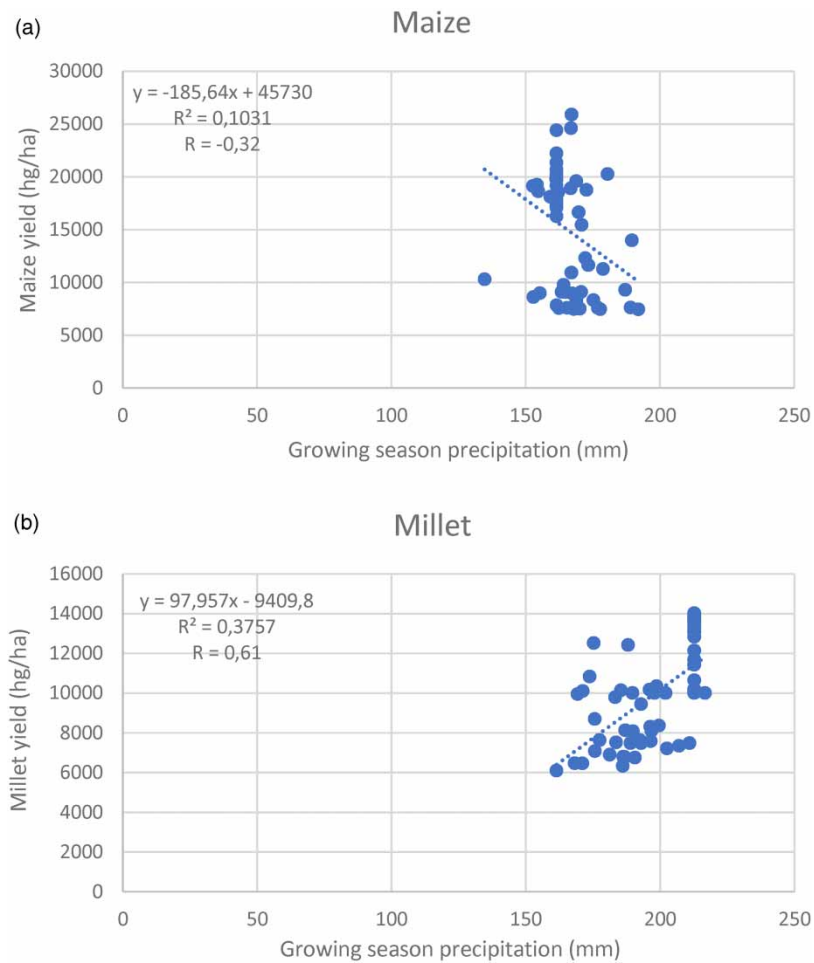 (a)
Maize
30000
y = -185,64x + 45730
R² = 0,1031
R = -0,32
25000
20000
15000
10000
5000
0
Maize yield (hg/ha)
0 50 100 150 200 250
Growing season precipitation (mm)
(b)
Millet
16000
y = 97,957x - 9409,8
R² = 0,3757
R = 0,61
14000
12000
10000
8000
6000
4000
2000
0
Millet yield (hg/ha)
0 50 100 150 200 250
Growing season precipitation (mm)